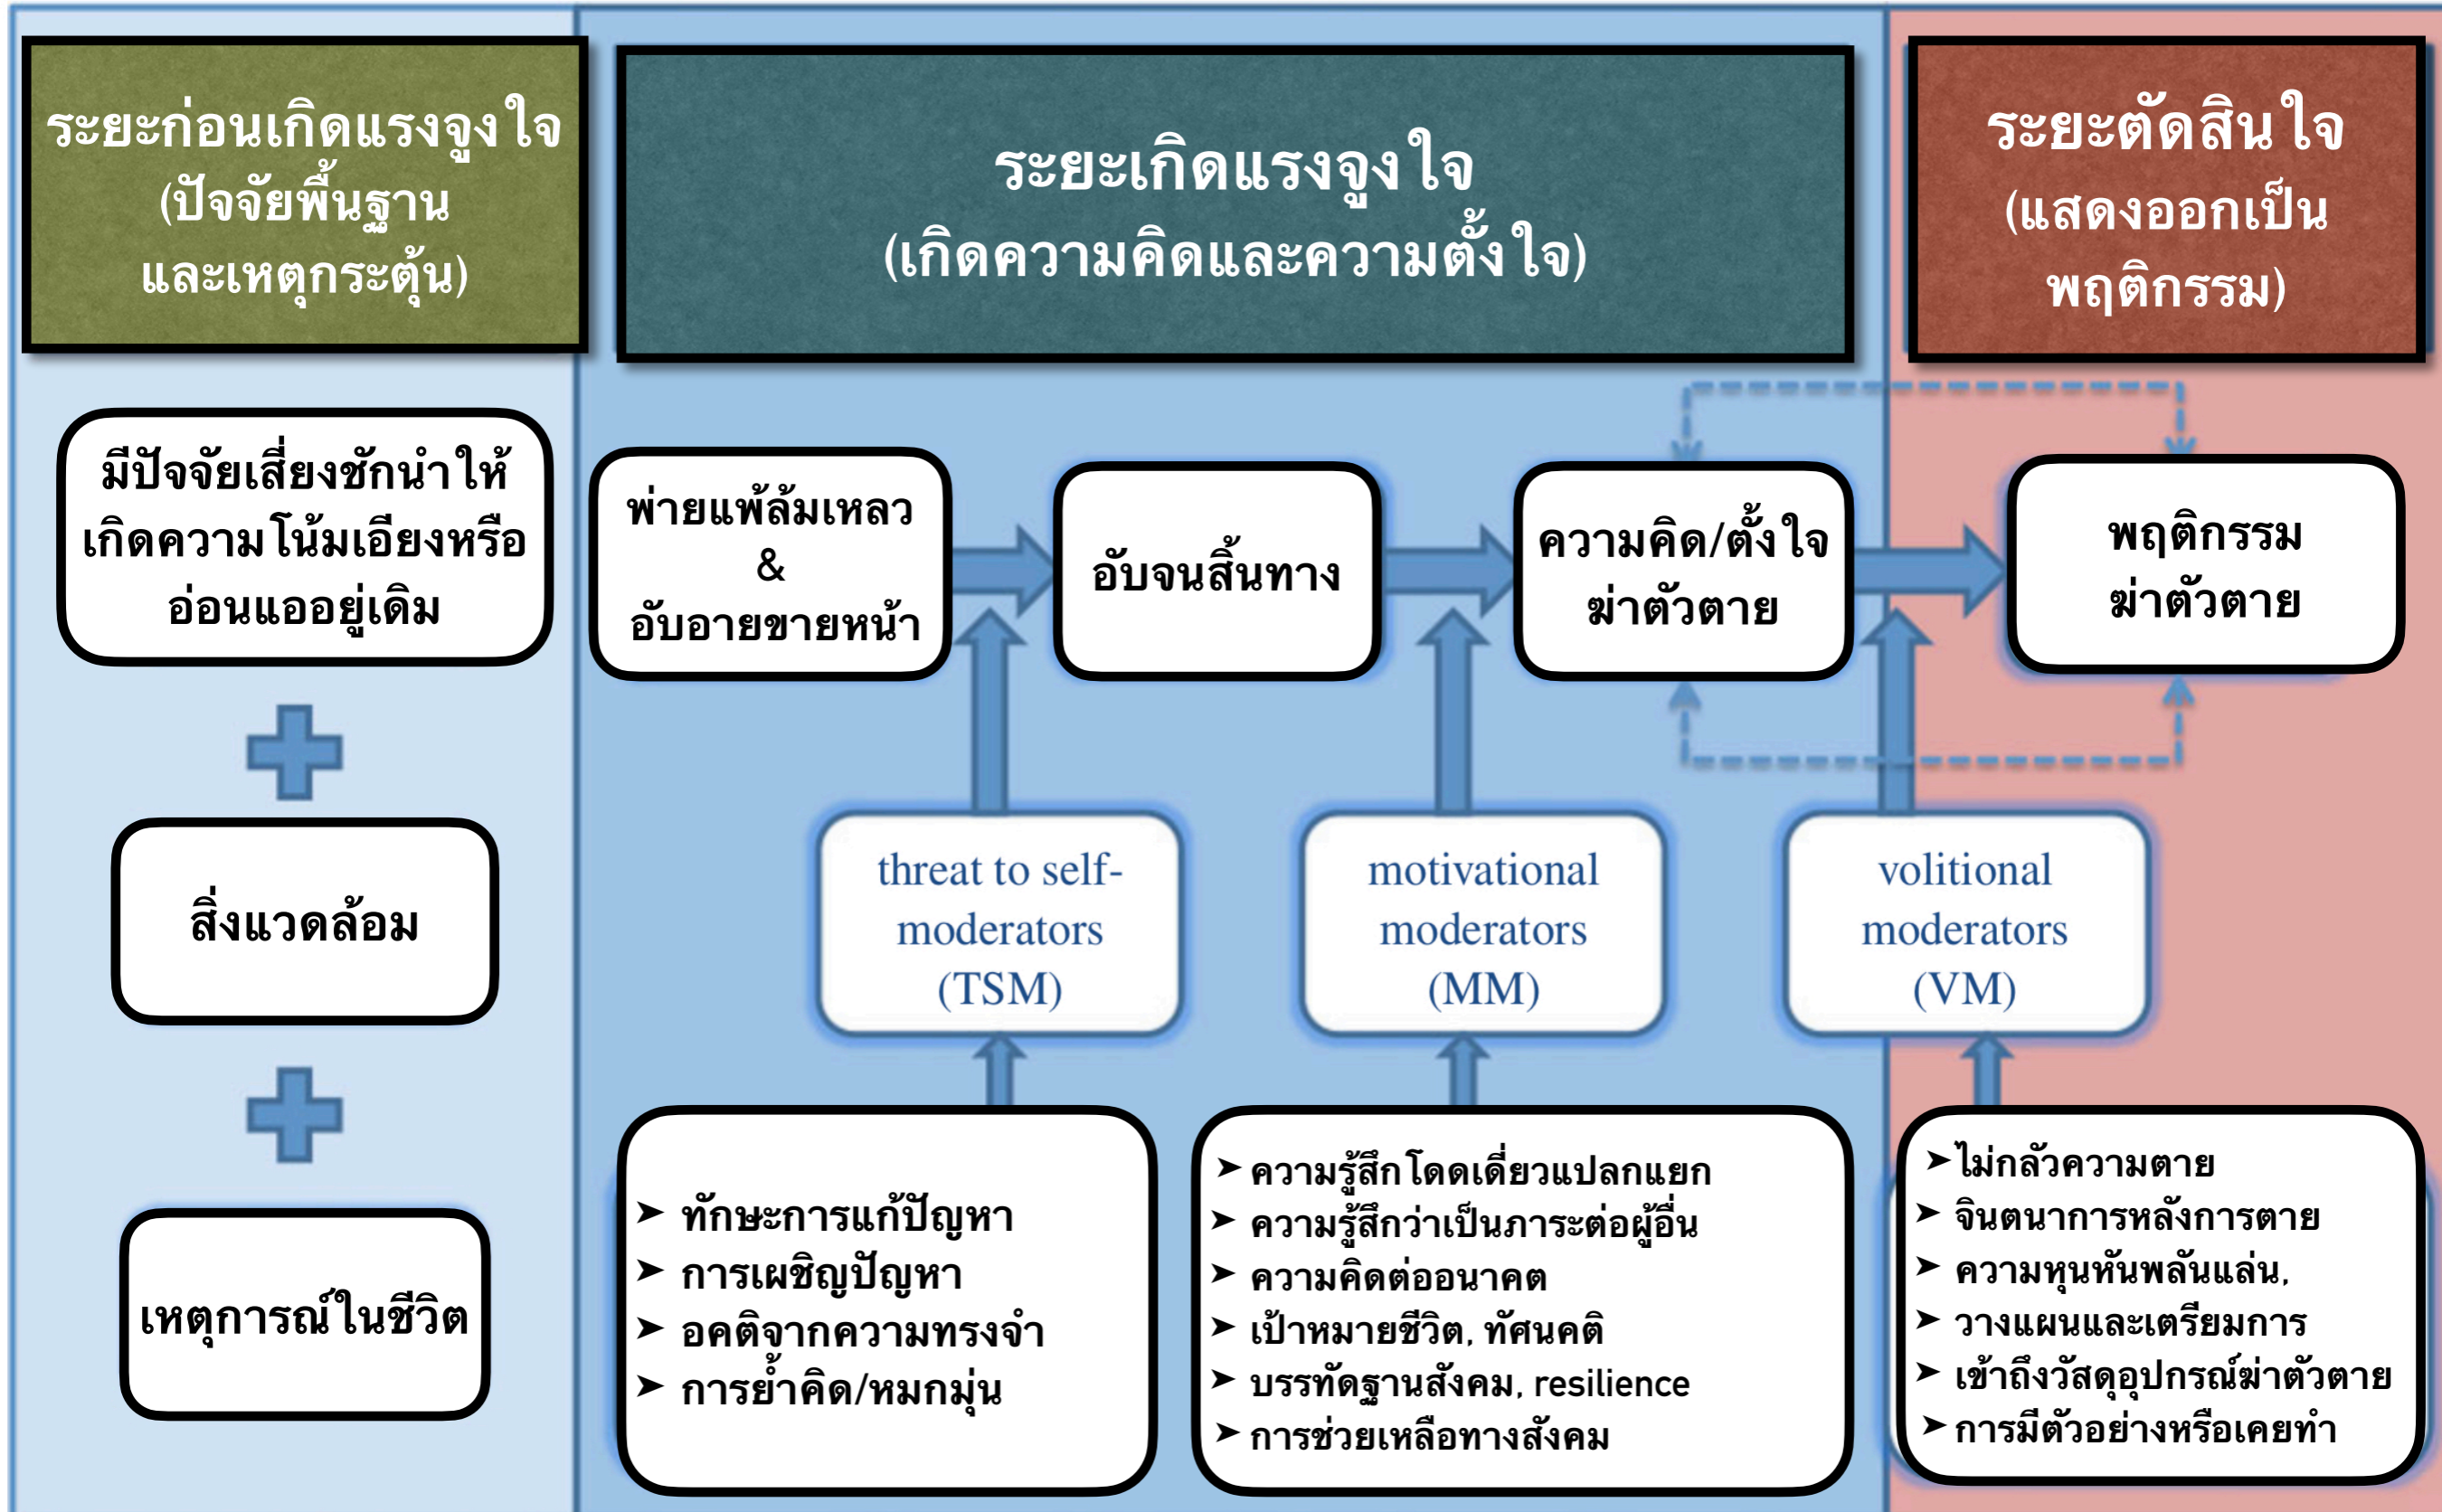 ระยะก่อนเกิดแรงจูงใจ
(ปัจจัยพื้นฐาน
และเหตุกระตุ้น)
ระยะเกิดแรงจูงใจ
(เกิดความคิดและความตั้งใจ)
ระยะตัดสินใจ
(แสดงออกเป็น
พฤติกรรม)
มีปัจจัยเสี่ยงชักนำให้
เกิดความโน้มเอียงหรือ
อ่อนแออยู่เดิม
สิ่งแวดล้อม
เหตุการณ์ในชีวิต
พ่ายแพ้ล้มเหลว
&
อับอายขายหน้า
อับจนสิ้นทาง
ความคิด/ตั้งใจ
ฆ่าตัวตาย
พฤติกรรม
ฆ่าตัวตาย
threat to self-
moderators
(TSM)
motivational
moderators
(MM)
volitional
moderators
(VM)
➤ ทักษะการแก้ปัญหา
➤ การเผชิญปัญหา
➤ อคติจากความทรงจำ
➤ การย้ำคิด/หมกมุ่น
➤ ความรู้สึกโดดเดี่ยวแปลกแยก
➤ ความรู้สึกว่าเป็นภาระต่อผู้อื่น
➤ ความคิดต่ออนาคต
➤ เป้าหมายชีวิต, ทัศนคติ
➤ บรรทัดฐานสังคม, resilience
➤ การช่วยเหลือทางสังคม
➤ ไม่กลัวความตาย
➤ จินตนาการหลังการตาย
➤ ความหุนหันพลันแล่น,
➤ วางแผนและเตรียมการ
➤ เข้าถึงวัสดุอุปกรณ์ฆ่าตัวตาย
➤ การมีตัวอย่างหรือเคยทำ